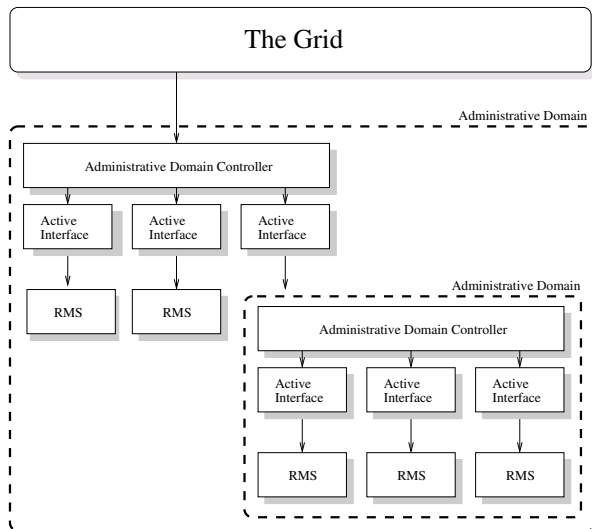 The Grid
Administrative Domain
Administrative Domain Controller
Active
Interface
Active
Interface
Active
Interface
RMS
RMS
Administrative Domain
Administrative Domain Controller
Active
Interface
Active
Interface
Active
Interface
RMS
RMS
RMS